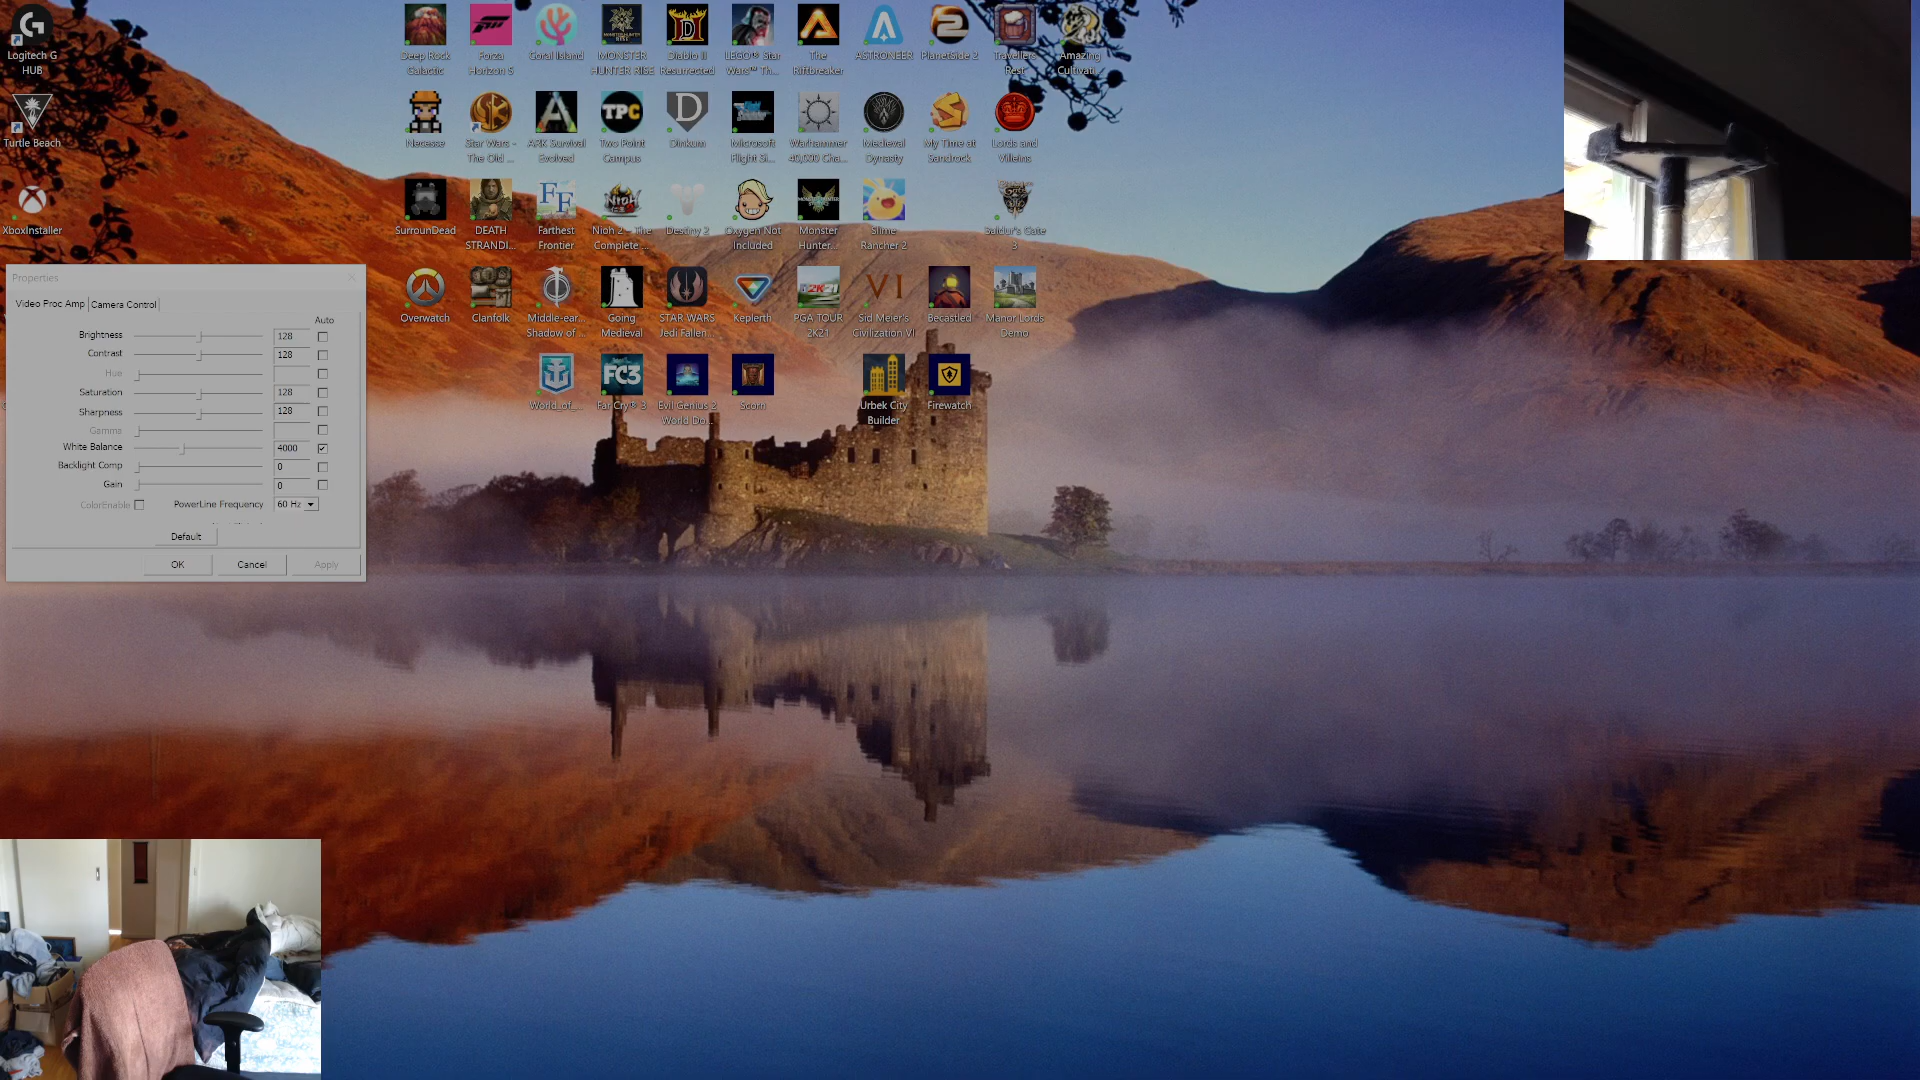 Logitech G
HUB
Turtle Beach
XboxInstaller
Deep Rock
Galactic
Forza
Horizon 5
Coral Island
MONSTER
HUNTER RISE
Diablo II
Resurrected
LEGO® Star
Wars™ Th...
The
Riftbreaker
ASTRONEER
PlanetSide 2
Travellers
Rest
Amazing
Cultivati...
Necesse
Star Wars -
The Old ...
ARK Survival
Evolved
TPC
Two Point
Campus
Dinkum
Microsoft
Flight Si...
Warhammer
40,000 Cha...
Medieval
Dynasty
My Time at
Sandrock
Lords and
Villeins
SurrounDead
DEATH
STRANDI...
FF
Farthest
Frontier
Nioh 2 – The
Complete ...
Destiny 2
Oxygen Not
Included
Monster
Hunter...
Slime
Rancher 2
Baldur's Gate
3
Overwatch
Clanfolk
Middle-ear...
Shadow of...
Going
Medieval
STAR WARS
Jedi Fallen...
Keplerth
2K21
PGA TOUR
2K21
VI
Sid Meier's
Civilization VI
Becastled
Manor Lords
Demo
World_of_...
FC3
Far Cry® 3
Evil Genius 2
World Do...
Scorn
Urbek City
Builder
Firewatch
Properties
Video Proc Amp
Camera Control
Auto
Brightness 128
Contrast 128
Hue
Saturation 128
Sharpness 128
Gamma
White Balance 4000
Backlight Comp 0
Gain 0
ColorEnable PowerLine Frequency 60 Hz
Default
OK Cancel Apply